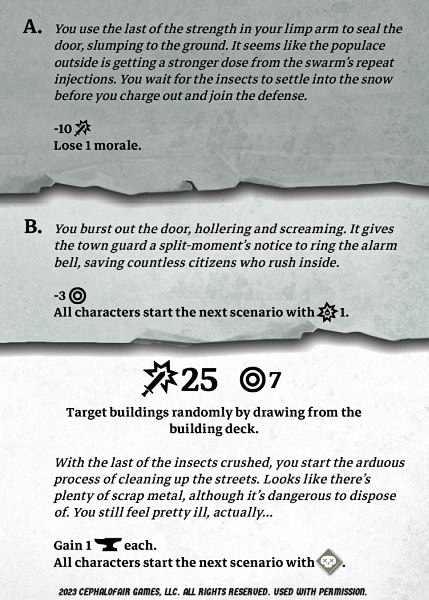 A. You use the last of the strength in your limp arm to seal the
door, slumping to the ground. It seems like the populace
outside is getting a stronger dose from the swarm's repeat
injections. You wait for the insects to settle into the snow
before you charge out and join the defense.
-10
Lose 1 morale.
B. You burst out the door, hollering and screaming. It gives
the town guard a split-moment's notice to ring the alarm
bell, saving countless citizens who rush inside.
-3
All characters start the next scenario with 1.
25 7
Target buildings randomly by drawing from the
building deck.
With the last of the insects crushed, you start the arduous
process of cleaning up the streets. Looks like there's
plenty of scrap metal, although it's dangerous to dispose
of. You still feel pretty ill, actually...
Gain 1 each.
All characters start the next scenario with .
2023 CEPHALOFAIR GAMES, LLC. ALL RIGHTS RESERVED. USED WITH PERMISSION.